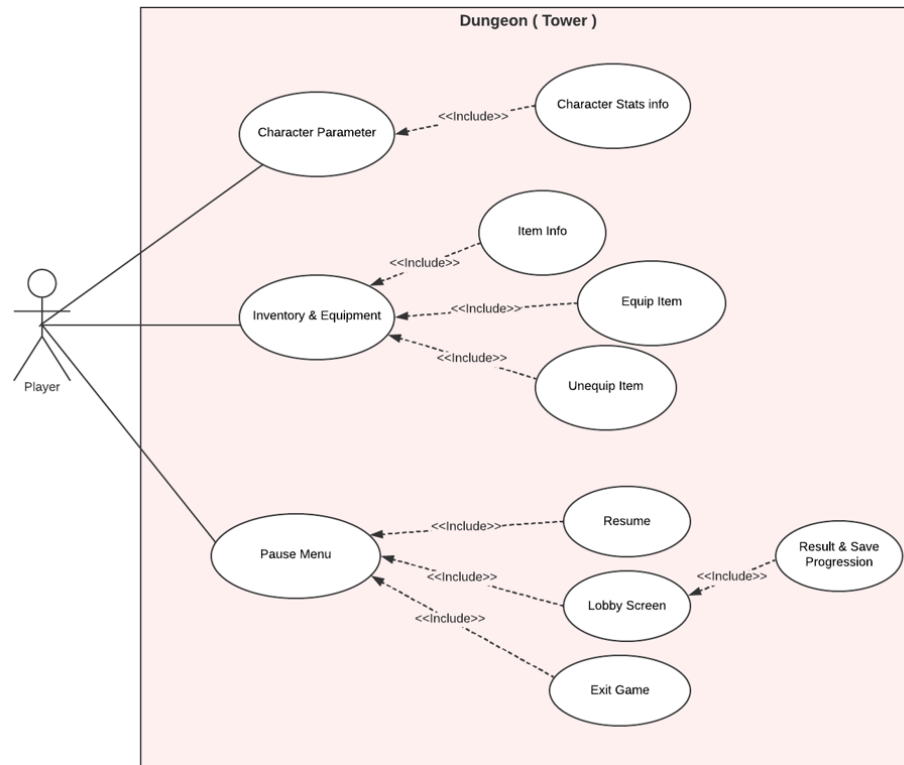 Dungeon ( Tower )
Character Stats info
<<Include>>
Character Parameter
Item Info
<<Include>>
Equip Item
<<Include>>
Inventory & Equipment
<<Include>>
Unequip Item
Player
Resume
<<Include>>
Pause Menu
Result & Save
Progression
<<Include>>
<<Include>>
Lobby Screen
<<Include>>
Exit Game